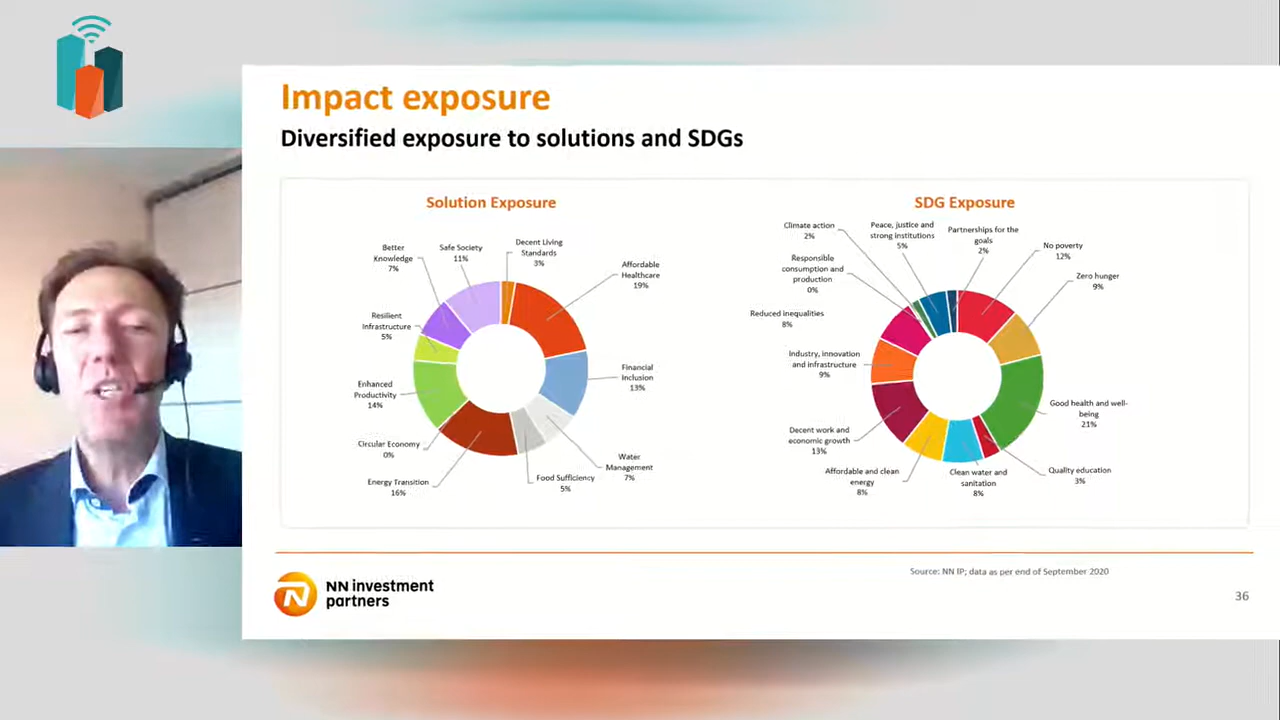 Impact exposure
Diversified exposure to solutions and SDGs
Solution Exposure
Decent Living
Standards
3%
Affordable
Healthcare
19%
Financial
Inclusion
13%
Water
Management
7%
Food Sufficiency
5%
Energy Transition
16%
Circular Economy
0%
Enhanced
Productivity
14%
Resilient
Infrastructure
5%
Better
Knowledge
7%
Safe Society
11%
SDG Exposure
No poverty
12%
Zero hunger
9%
Good health and well-
being
21%
Quality education
3%
Clean water and
sanitation
8%
Affordable and clean
energy
8%
Decent work and
economic growth
13%
Industry, innovation
and infrastructure
9%
Reduced inequalities
8%
Responsible
consumption and
production
0%
Climate action
2%
Peace, justice and
strong institutions
5%
Partnerships for the
goals
2%
Source: NN IP; data as per end of September 2020
NN investment
partners
36